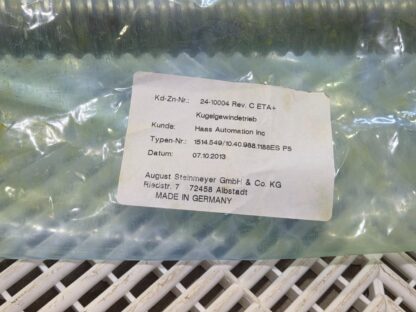 Kd-Zn-Nr.: 24-10004 Rev. C ETA+
Kugelgewindetrieb
Kunde: Haas Automation Inc
Typen-Nr.: 1514.549/10.40.988.1188ES P5
Datum: 07.10.2013
August Steinmeyer GmbH & Co. KG
Riedstr. 7 72458 Albstadt
MADE IN GERMANY